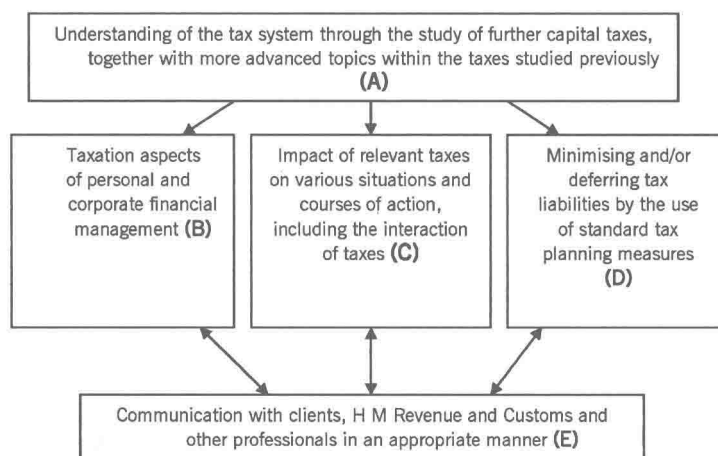 Understanding of the tax system through the study of further capital taxes,
together with more advanced topics within the taxes studied previously
(A)
Taxation aspects
of personal and
corporate financial
management (B)
Impact of relevant taxes
on various situations and
courses of action,
including the interaction
of taxes (C)
Minimising and/or
deferring tax
liabilities by the use
of standard tax
planning measures
(D)
Communication with clients, H M Revenue and Customs and
other professionals in an appropriate manner (E)